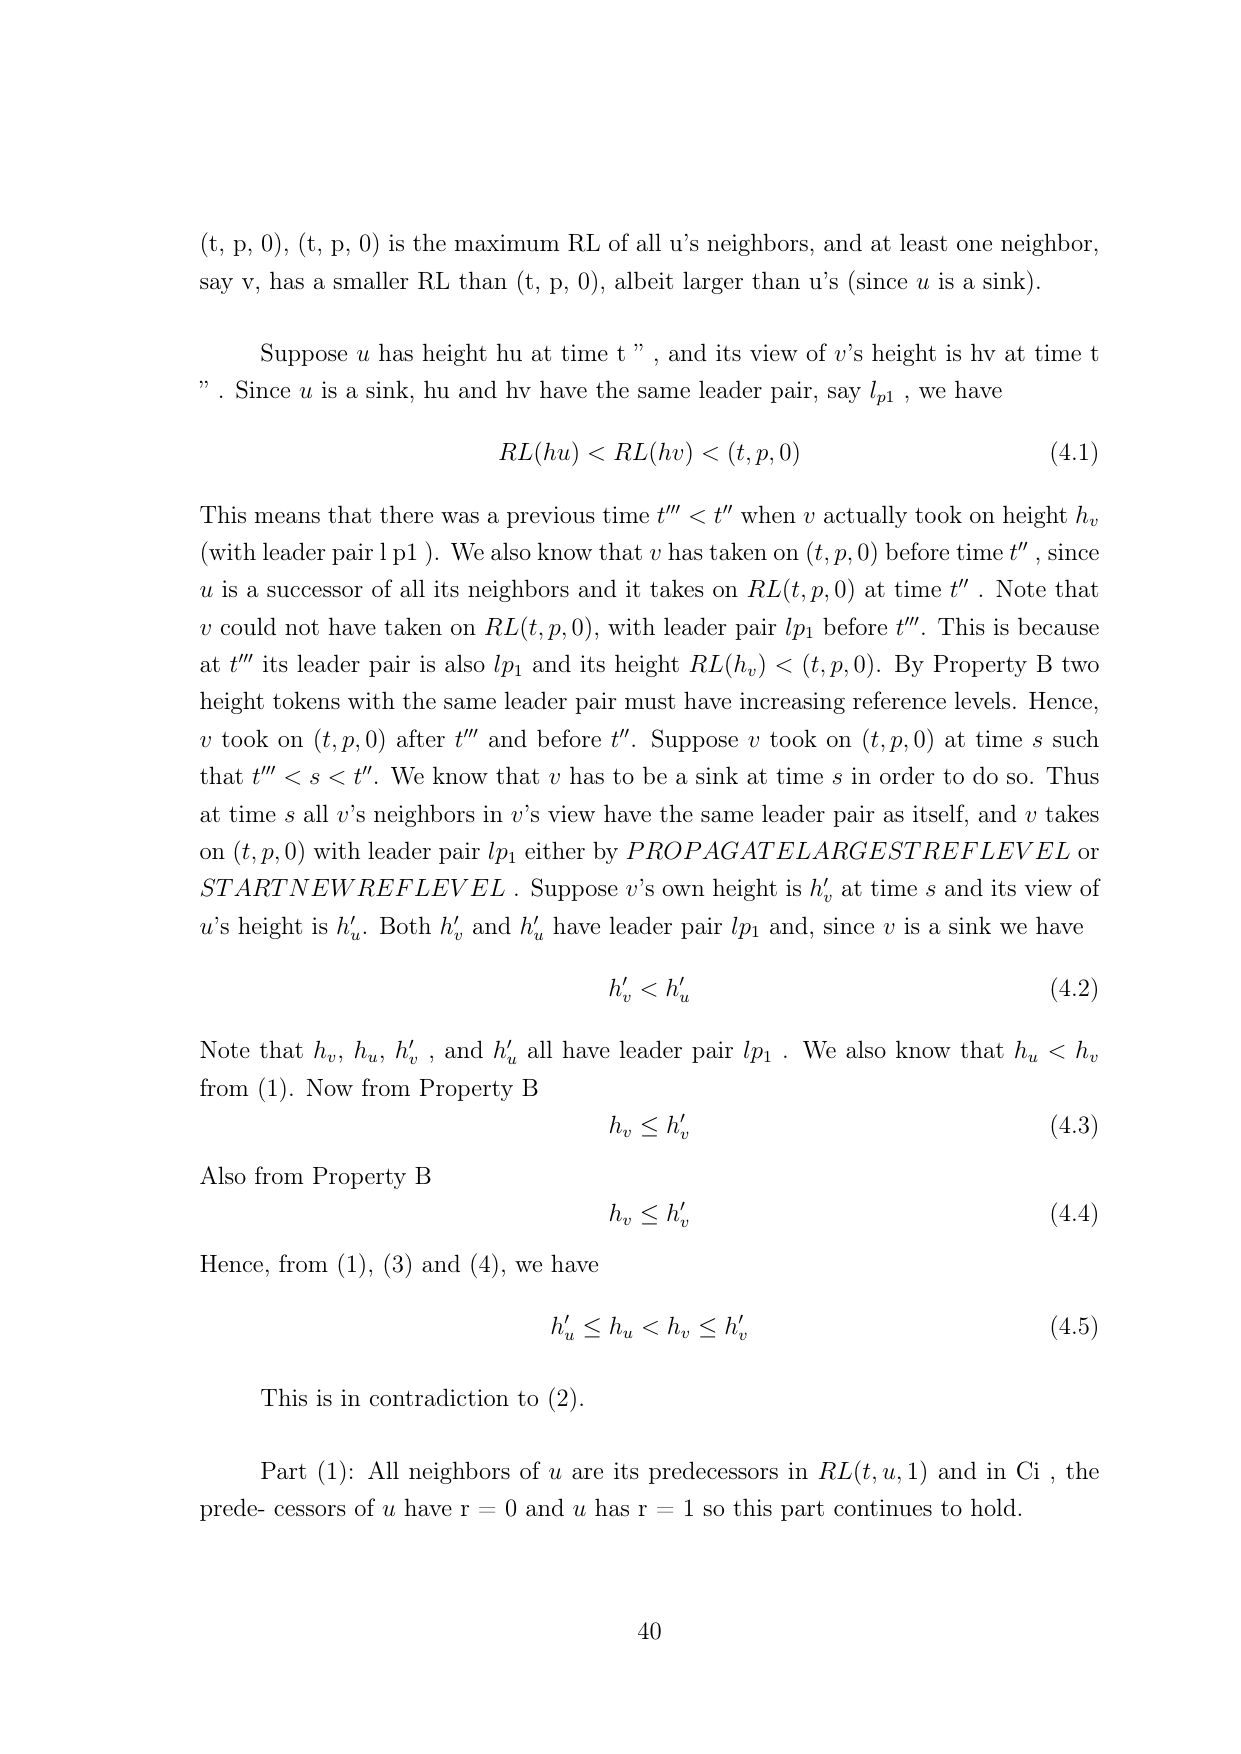 (t, p, 0), (t, p, 0) is the maximum RL of all u's neighbors, and at least one neighbor,
say v, has a smaller RL than (t, p, 0), albeit larger than u's (since u is a sink).
Suppose u has height hu at time t ” , and its view of v's height is hv at time t
” . Since u is a sink, hu and hv have the same leader pair, say l_{p1} , we have
RL(hu) < RL(hv) < (t, p, 0) (4.1)
This means that there was a previous time t''' < t'' when v actually took on height h_v
(with leader pair l p1 ). We also know that v has taken on (t, p, 0) before time t'' , since
u is a successor of all its neighbors and it takes on RL(t, p, 0) at time t'' . Note that
v could not have taken on RL(t, p, 0), with leader pair lp_1 before t'''. This is because
at t''' its leader pair is also lp_1 and its height RL(h_v) < (t, p, 0). By Property B two
height tokens with the same leader pair must have increasing reference levels. Hence,
v took on (t, p, 0) after t''' and before t''. Suppose v took on (t, p, 0) at time s such
that t''' < s < t''. We know that v has to be a sink at time s in order to do so. Thus
at time s all v's neighbors in v's view have the same leader pair as itself, and v takes
on (t, p, 0) with leader pair lp_1 either by PROPAGATELARGESTREFLEVEL or
STARTNEWREFLEVEL . Suppose v's own height is h'_v at time s and its view of
u's height is h'_u. Both h'_v and h'_u have leader pair lp_1 and, since v is a sink we have
h'_v < h'_u (4.2)
Note that h_v, h_u, h'_v , and h'_u all have leader pair lp_1 . We also know that h_u < h_v
from (1). Now from Property B
h_v ≤ h'_v (4.3)
Also from Property B
h_v ≤ h'_v (4.4)
Hence, from (1), (3) and (4), we have
h'_u ≤ h_u < h_v ≤ h'_v (4.5)
This is in contradiction to (2).
Part (1): All neighbors of u are its predecessors in RL(t, u, 1) and in Ci , the
prede- cessors of u have r = 0 and u has r = 1 so this part continues to hold.
40